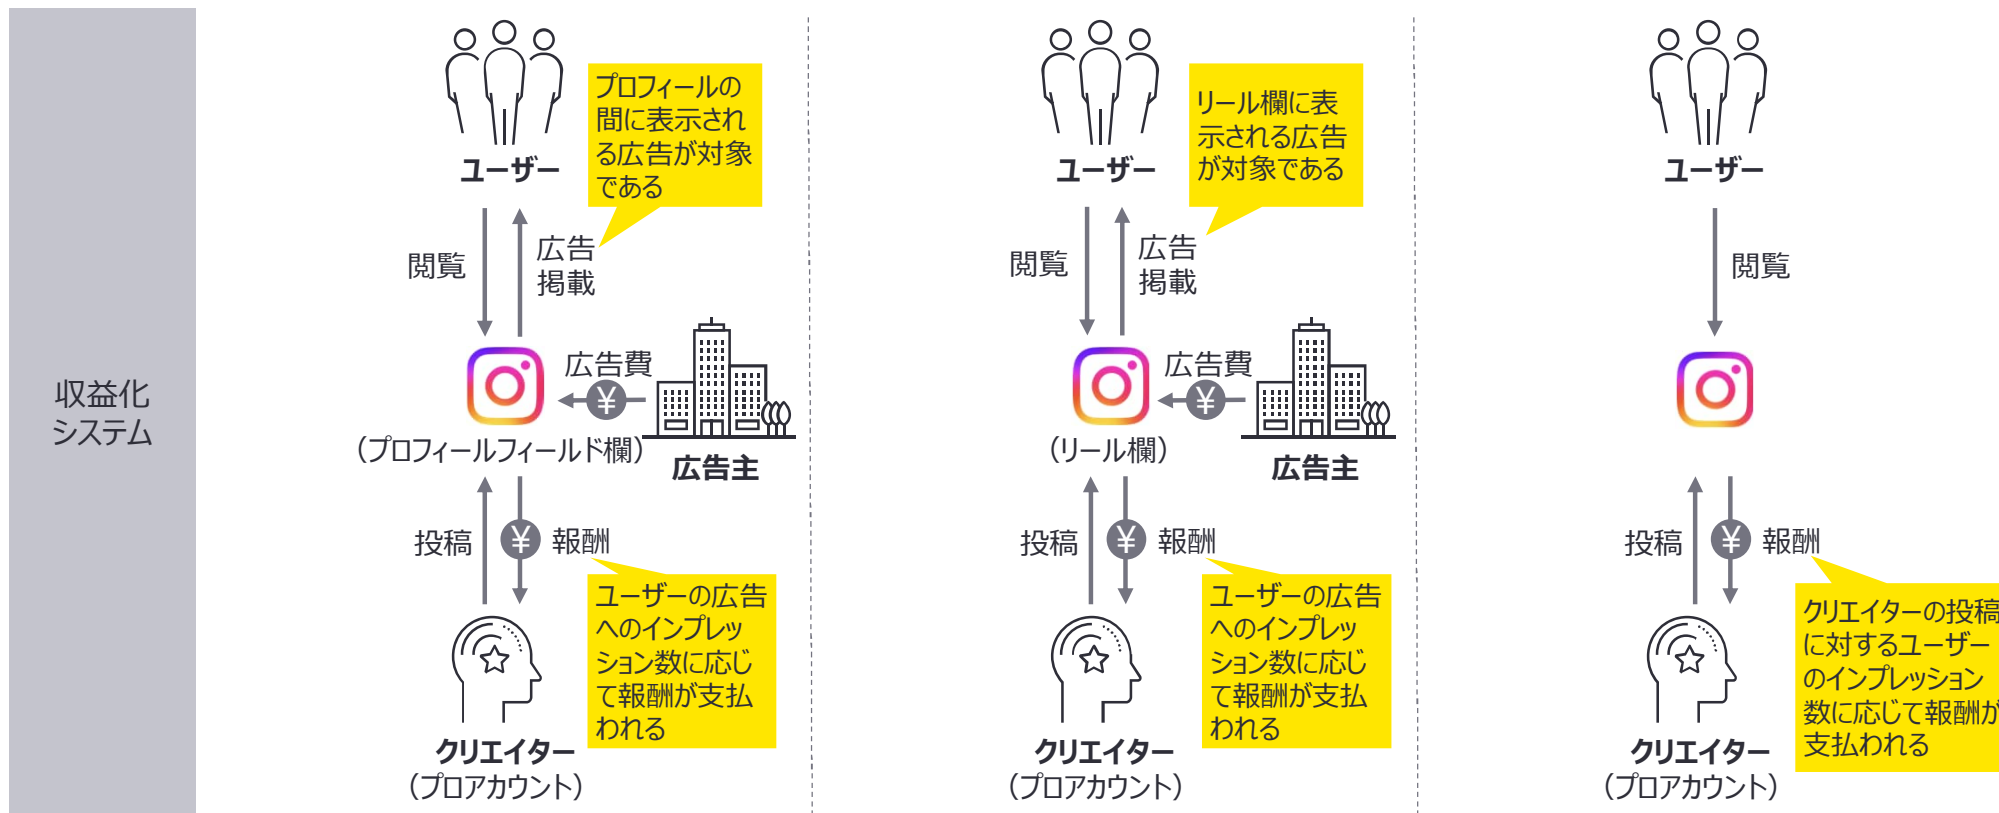 収益化
システム
プロフィールの
間に表示され
る広告が対象
である
ユーザー
閲覧
広告
掲載
広告費
¥
(プロフィールフィールド欄)
広告主
投稿
¥
報酬
ユーザーの広告
へのインプレッ
ション数に応じ
て報酬が支払
われる
クリエイター
(プロアカウント)
リール欄に表
示される広告
が対象である
ユーザー
閲覧
広告
掲載
広告費
¥
(リール欄)
広告主
投稿
¥
報酬
ユーザーの広告
へのインプレッ
ション数に応じ
て報酬が支払
われる
クリエイター
(プロアカウント)
ユーザー
閲覧
投稿
¥
報酬
クリエイターの投稿
に対するユーザー
のインプレッション
数に応じて報酬が
支払われる
クリエイター
(プロアカウント)